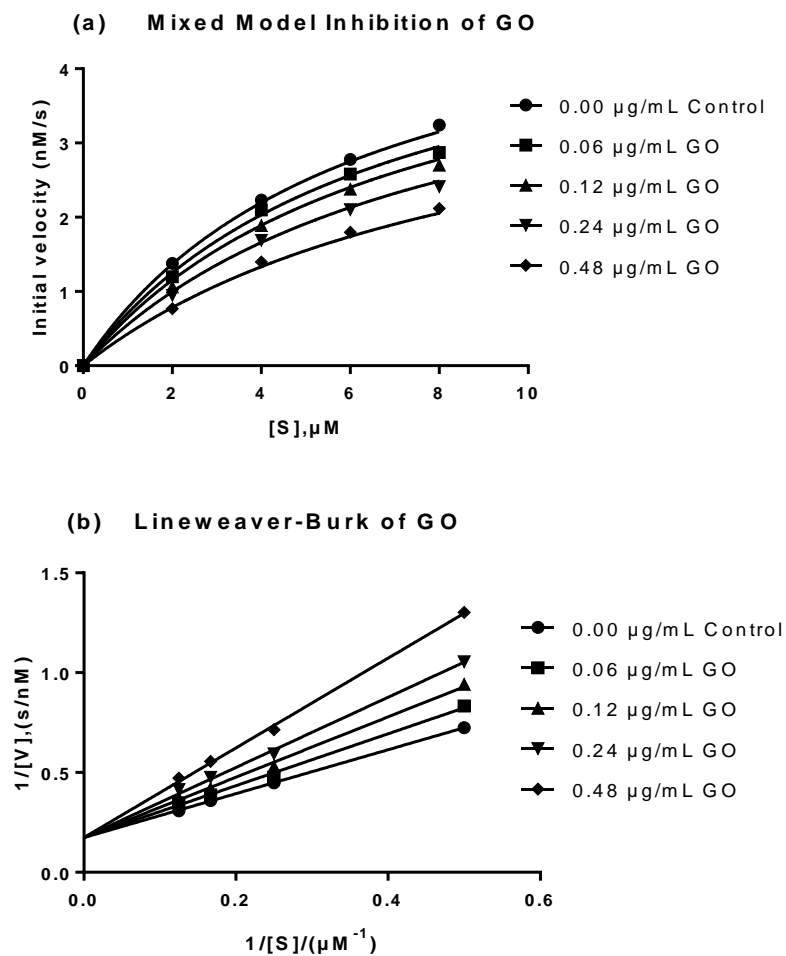 (a) Mixed Model Inhibition of GO
4
3
2
1
0
Initial velocity (nM/s)
0 2 4 6 8 10
[S],µM
0.00 µg/mL Control
0.06 µg/mL GO
0.12 µg/mL GO
0.24 µg/mL GO
0.48 µg/mL GO
(b) Lineweaver-Burk of GO
1.5
1.0
0.5
0.0
1/[V],(s/nM)
0.0 0.2 0.4 0.6
1/[S]/(µM⁻¹)
0.00 µg/mL Control
0.06 µg/mL GO
0.12 µg/mL GO
0.24 µg/mL GO
0.48 µg/mL GO